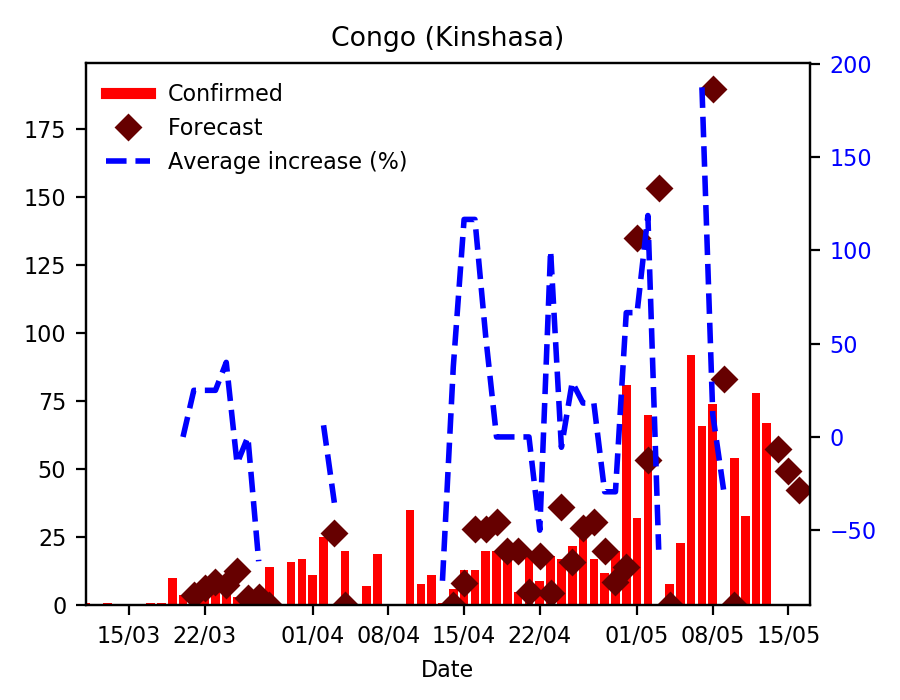 Congo (Kinshasa)
Confirmed
Forecast
Average increase (%)
175
150
125
100
75
50
25
0
200
150
100
50
0
−50
15/03 22/03 01/04 08/04 15/04 22/04 01/05 08/05 15/05
Date